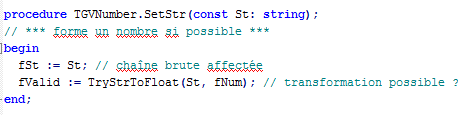 procedure TGVNumber.SetStr(const St: string);
// *** forme un nombre si possible ***
begin
fSt := St; // chaîne brute affectée
fValid := TryStrToFloat(St, fNum); // transformation possible ?
end;